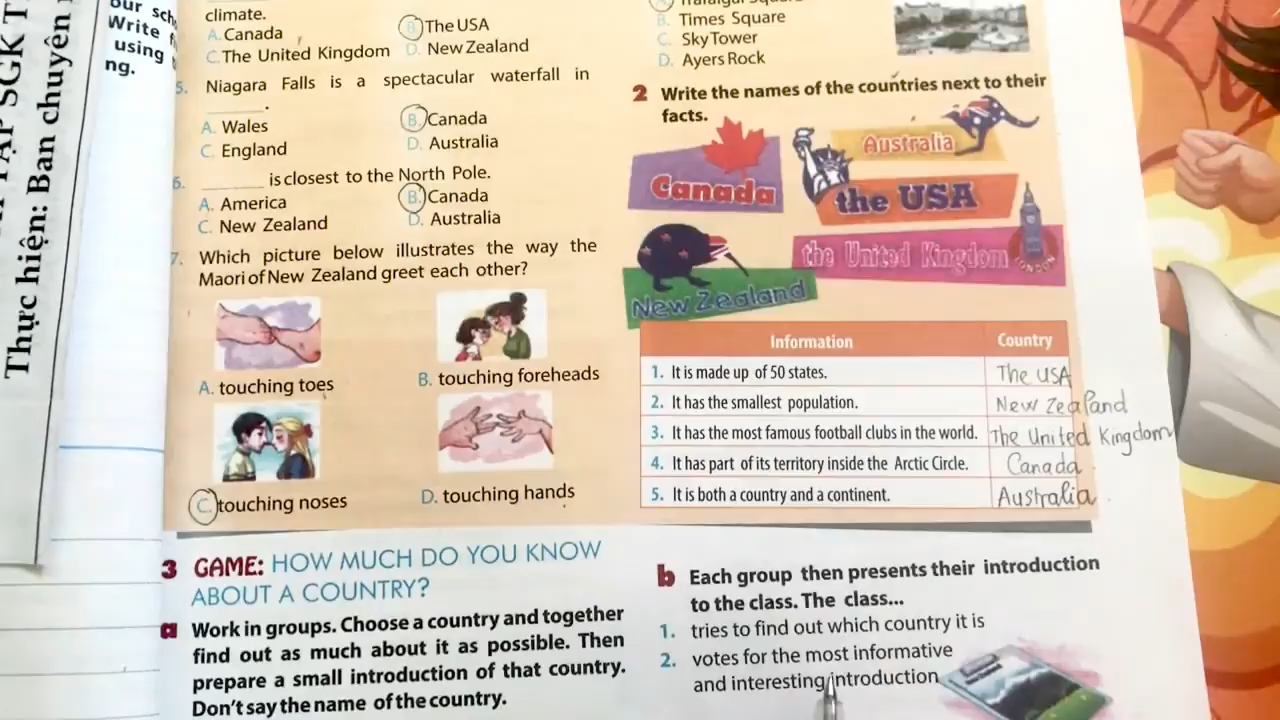 Thực hiện: Ban chuyên
TẬP SGK T
our sch
Write f
using
ng.
climate.
A. Canada
B. The USA
C. The United Kingdom
D. New Zealand
5. Niagara Falls is a spectacular waterfall in
______.
A. Wales
B. Canada
C. England
D. Australia
6. ______ is closest to the North Pole.
A. America
B. Canada
C. New Zealand
D. Australia
7. Which picture below illustrates the way the
Maori of New Zealand greet each other?
A. touching toes
B. touching foreheads
C. touching noses
D. touching hands
B. Times Square
C. Sky Tower
D. Ayers Rock
2 Write the names of the countries next to their
facts.
Canada
Australia
the USA
the United Kingdom
LONDON
New Zealand
Information
Country
1. It is made up of 50 states.
The USA
2. It has the smallest population.
New Zealand
3. It has the most famous football clubs in the world.
The United Kingdom
4. It has part of its territory inside the Arctic Circle.
Canada
5. It is both a country and a continent.
Australia
3 GAME: HOW MUCH DO YOU KNOW
ABOUT A COUNTRY?
a Work in groups. Choose a country and together
find out as much about it as possible. Then
prepare a small introduction of that country.
Don't say the name of the country.
b Each group then presents their introduction
to the class. The class...
1. tries to find out which country it is
2. votes for the most informative
and interesting introduction